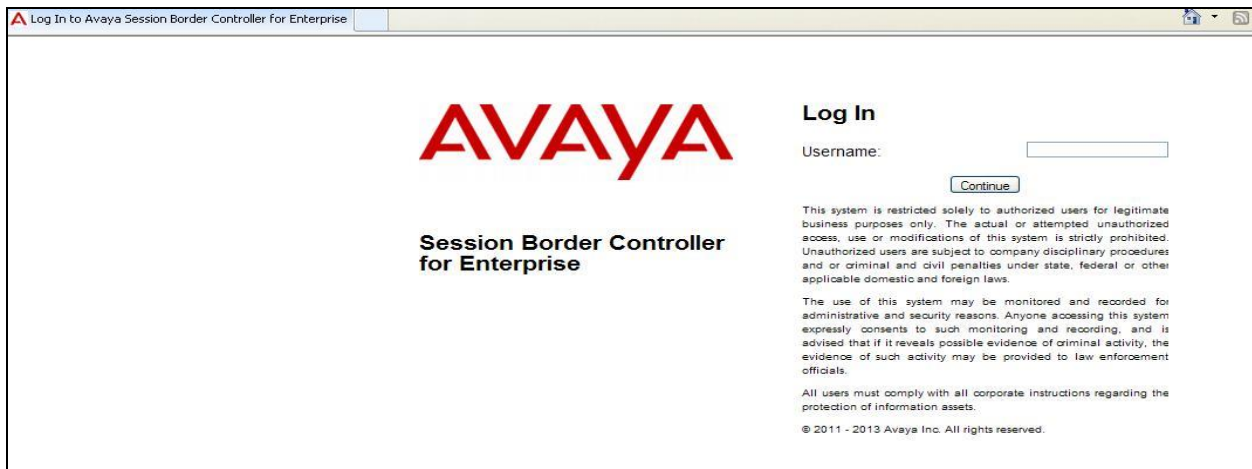 Log In to Avaya Session Border Controller for Enterprise
AVAYA
Session Border Controller
for Enterprise
Log In
Username:
Continue
This system is restricted solely to authorized users for legitimate
business purposes only. The actual or attempted unauthorized
access, use or modifications of this system is strictly prohibited.
Unauthorized users are subject to company disciplinary procedures
and or criminal and civil penalties under state, federal or other
applicable domestic and foreign laws.
The use of this system may be monitored and recorded for
administrative and security reasons. Anyone accessing this system
expressly consents to such monitoring and recording, and is
advised that if it reveals possible evidence of criminal activity, the
evidence of such activity may be provided to law enforcement
officials.
All users must comply with all corporate instructions regarding the
protection of information assets.
© 2011 - 2013 Avaya Inc. All rights reserved.